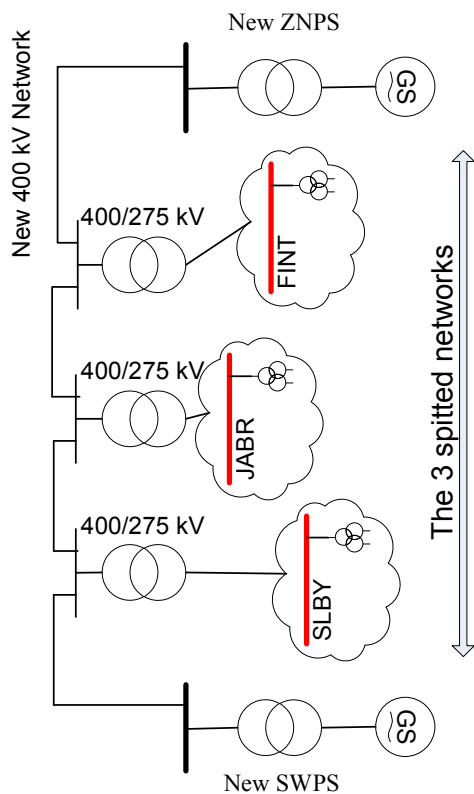 New ZNPS
GS
New 400 kV Network
400/275 kV
FINT
400/275 kV
JABR
The 3 spitted networks
400/275 kV
SLBY
GS
New SWPS